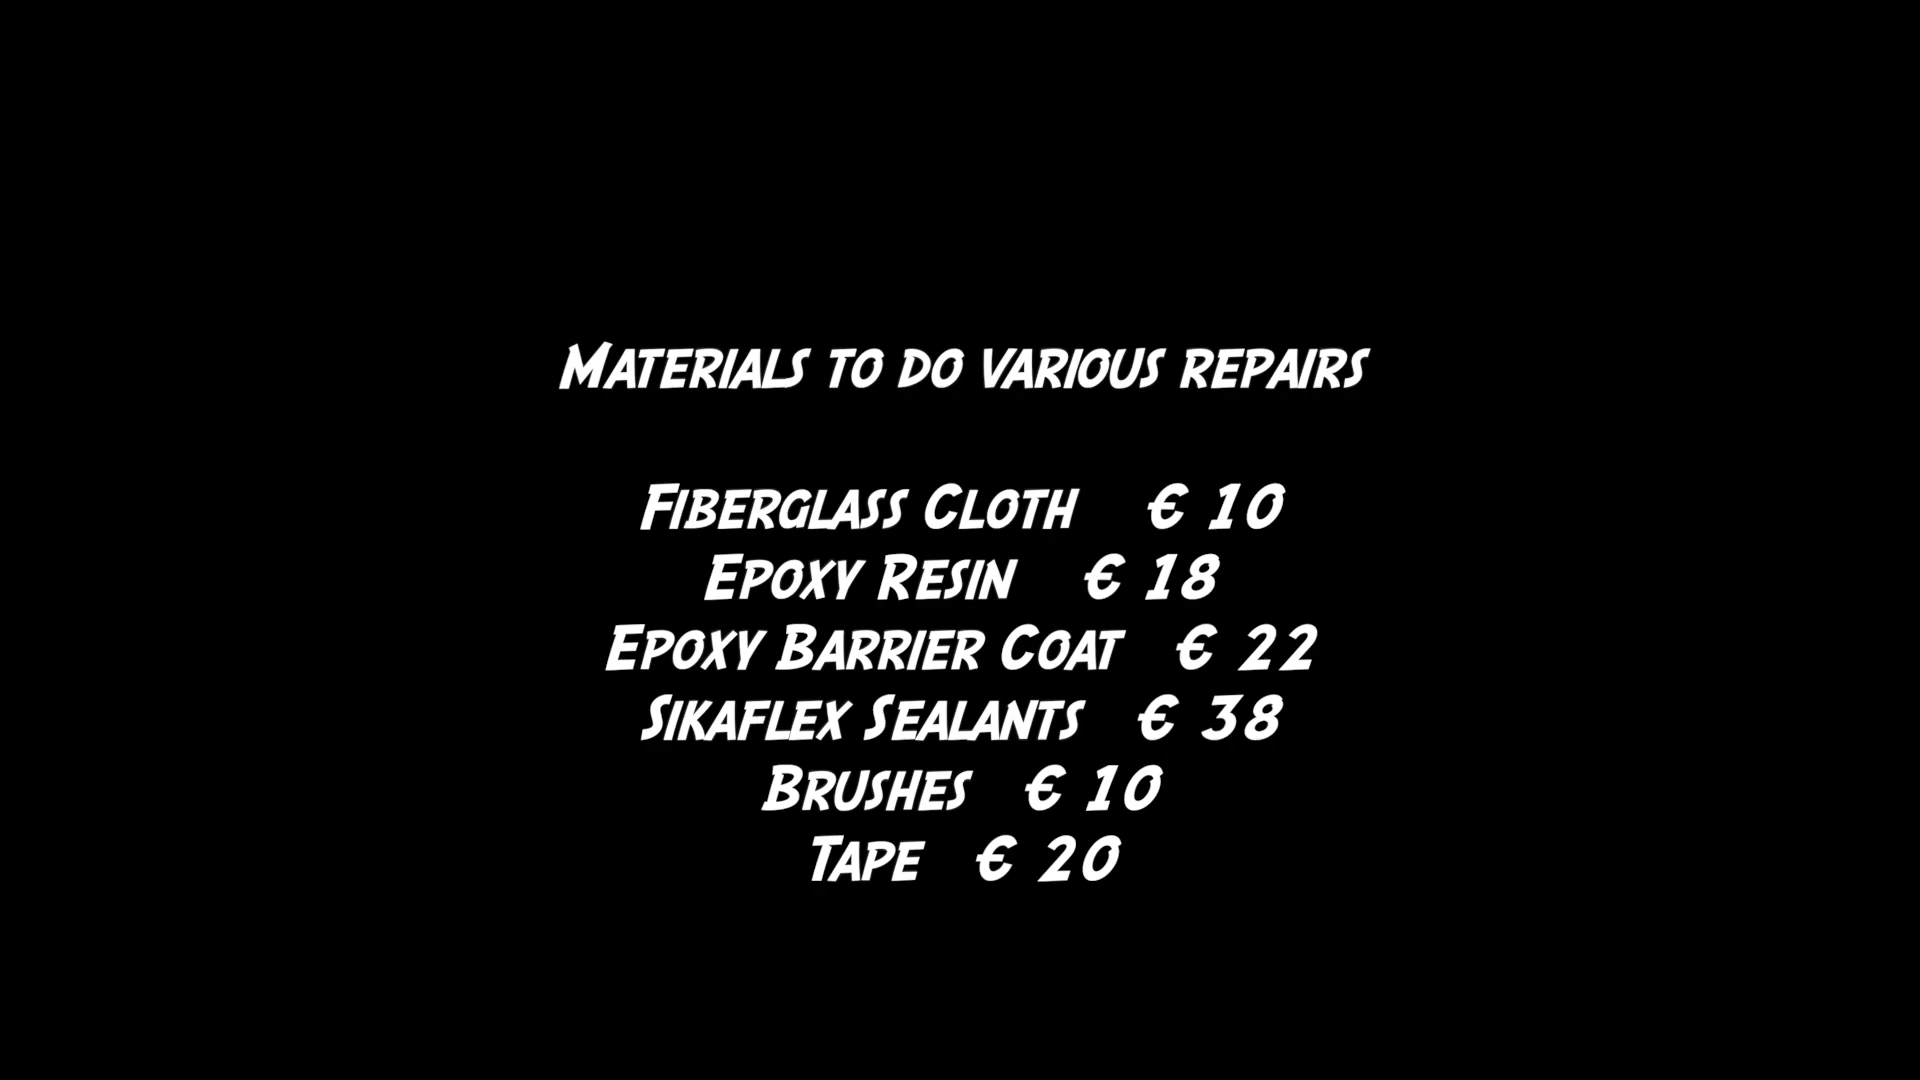 Materials to do various repairs
Fiberglass Cloth € 10
Epoxy Resin € 18
Epoxy Barrier Coat € 22
Sikaflex Sealants € 38
Brushes € 10
Tape € 20